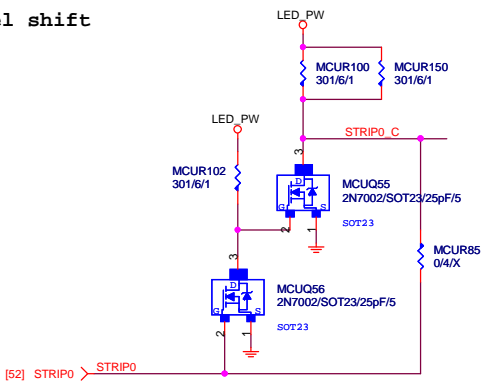 el shift
LED_PW
MCUR100
301/6/1
MCUR150
301/6/1
LED_PW
STRIP0_C
MCUR102
301/6/1
3
D
G
S
2
1
MCUQ55
2N7002/SOT23/25pF/5
SOT23
MCUR85
0/4/X
3
D
G
S
2
1
MCUQ56
2N7002/SOT23/25pF/5
SOT23
[52] STRIP0
STRIP0